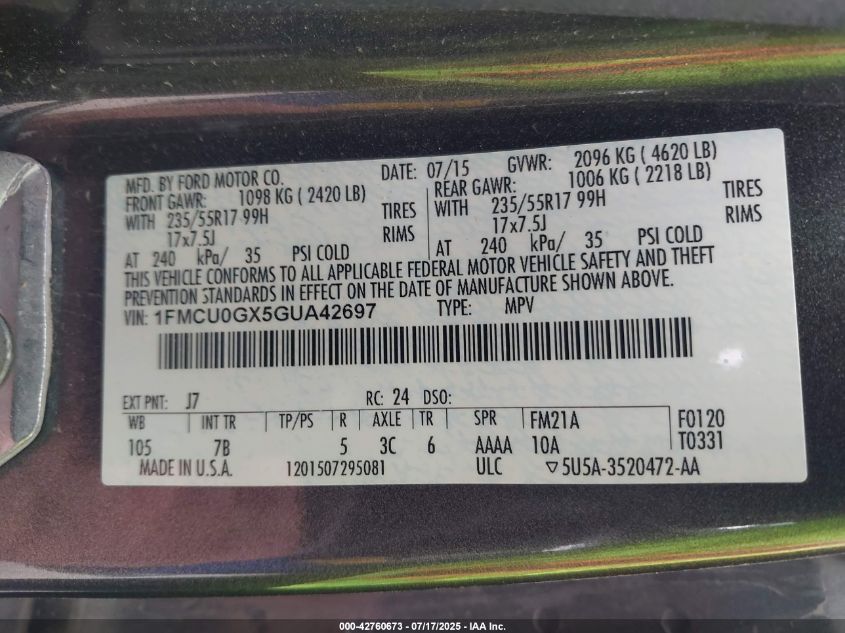 MFD. BY FORD MOTOR CO. DATE: 07/15 GVWR: 2096 KG ( 4620 LB)
FRONT GAWR: 1098 KG ( 2420 LB) REAR GAWR: 1006 KG ( 2218 LB)
WITH 235/55R17 99H TIRES WITH 235/55R17 99H TIRES
17x7.5J RIMS 17x7.5J RIMS
AT 240 kPa/ 35 PSI COLD AT 240 kPa/ 35 PSI COLD
THIS VEHICLE CONFORMS TO ALL APPLICABLE FEDERAL MOTOR VEHICLE SAFETY AND THEFT
PREVENTION STANDARDS IN EFFECT ON THE DATE OF MANUFACTURE SHOWN ABOVE.
VIN: 1FMCU0GX5GUA42697 TYPE: MPV
EXT PNT: J7 RC: 24 DSO:
WB INT TR TP/PS R AXLE TR SPR FM21A F0120
105 7B 5 3C 6 AAAA 10A T0331
MADE IN U.S.A. 1201507295081 ULC ▽5U5A-3520472-AA
000-42760673 / 07/17/2025 - IAA Inc.